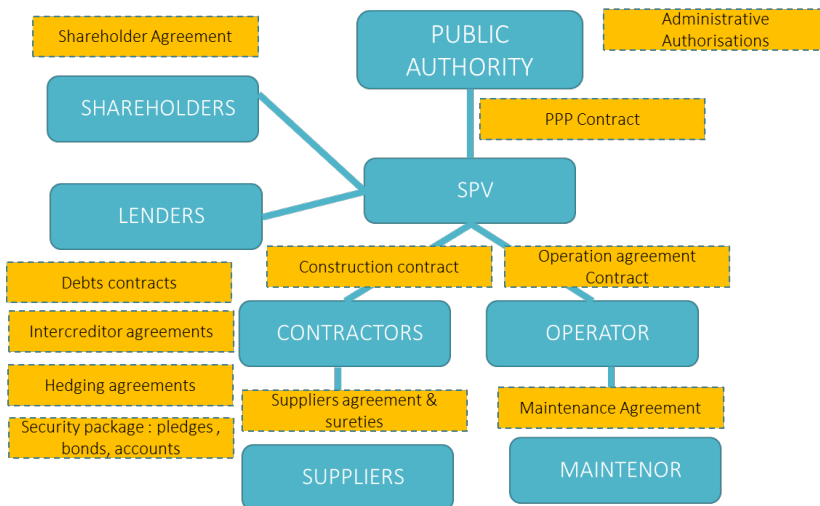 Shareholder Agreement
PUBLIC
AUTHORITY
Administrative
Authorisations
SHAREHOLDERS
PPP Contract
SPV
LENDERS
Construction contract
Operation agreement
Contract
Debts contracts
Intercreditor agreements
CONTRACTORS
OPERATOR
Hedging agreements
Suppliers agreement &
sureties
Maintenance Agreement
Security package : pledges ,
bonds, accounts
SUPPLIERS
MAINTENOR